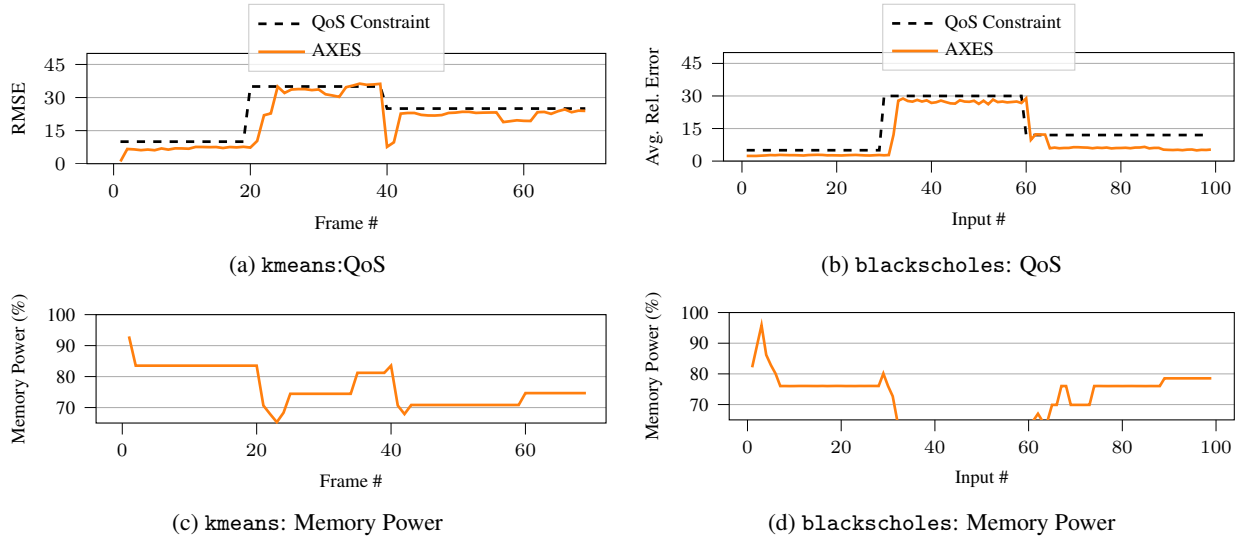 QoS Constraint
AXES
RMSE
45
30
15
0
0
20
40
60
Frame #
(a) kmeans:QoS
QoS Constraint
AXES
Avg. Rel. Error
45
30
15
0
0
20
40
60
80
100
Input #
(b) blackscholes: QoS
Memory Power (%)
100
90
80
70
0
20
40
60
Frame #
(c) kmeans: Memory Power
Memory Power (%)
100
90
80
70
0
20
40
60
80
100
Input #
(d) blackscholes: Memory Power